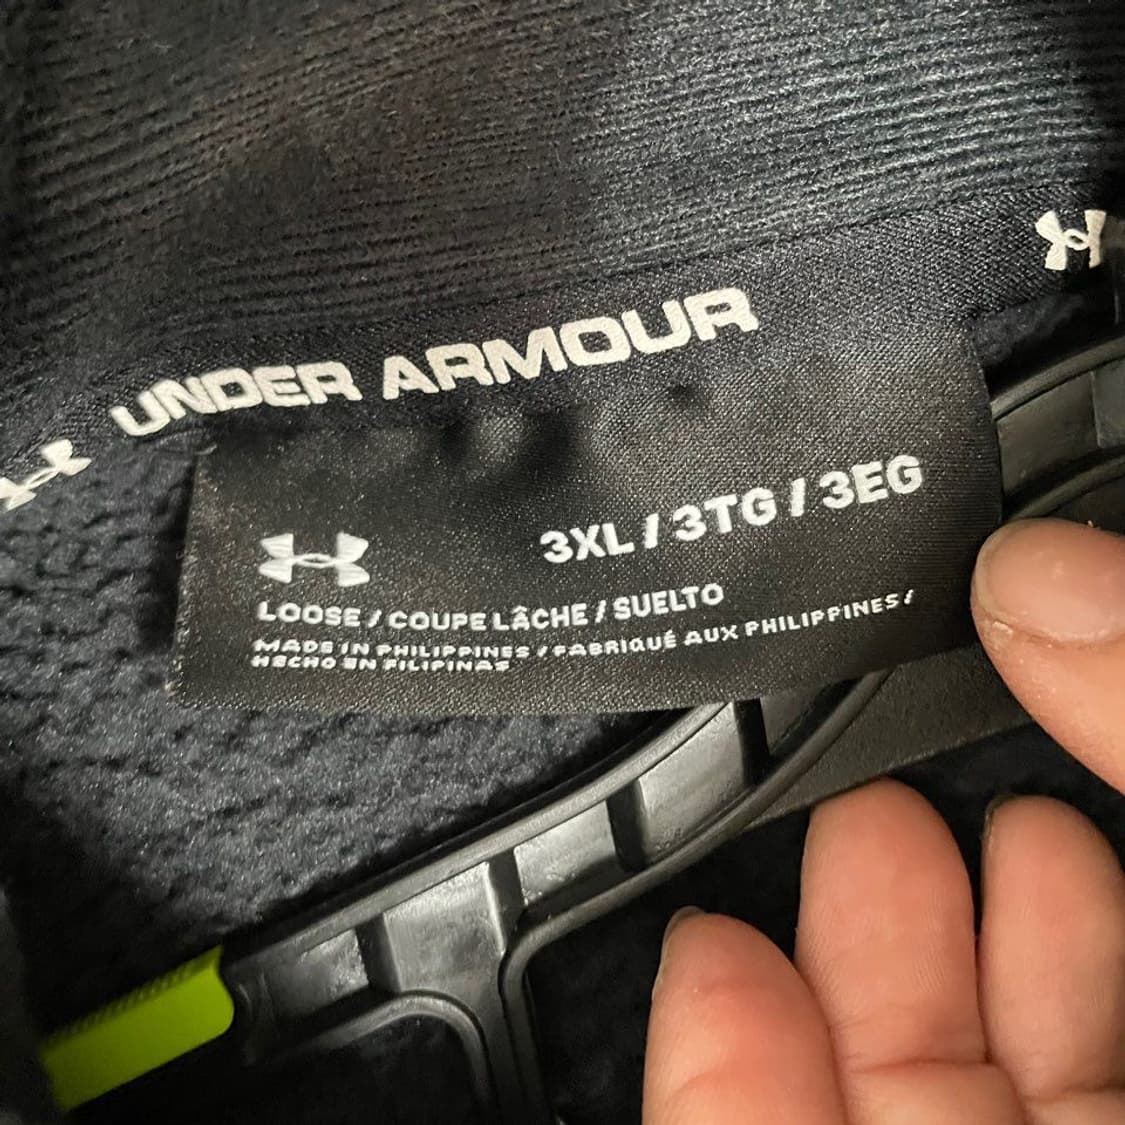 UNDER ARMOUR
3XL / 3TG / 3EG
LOOSE / COUPE LÂCHE / SUELTO
MADE IN PHILIPPINES / FABRIQUÉ AUX PHILIPPINES /
HECHO EN FILIPINAS